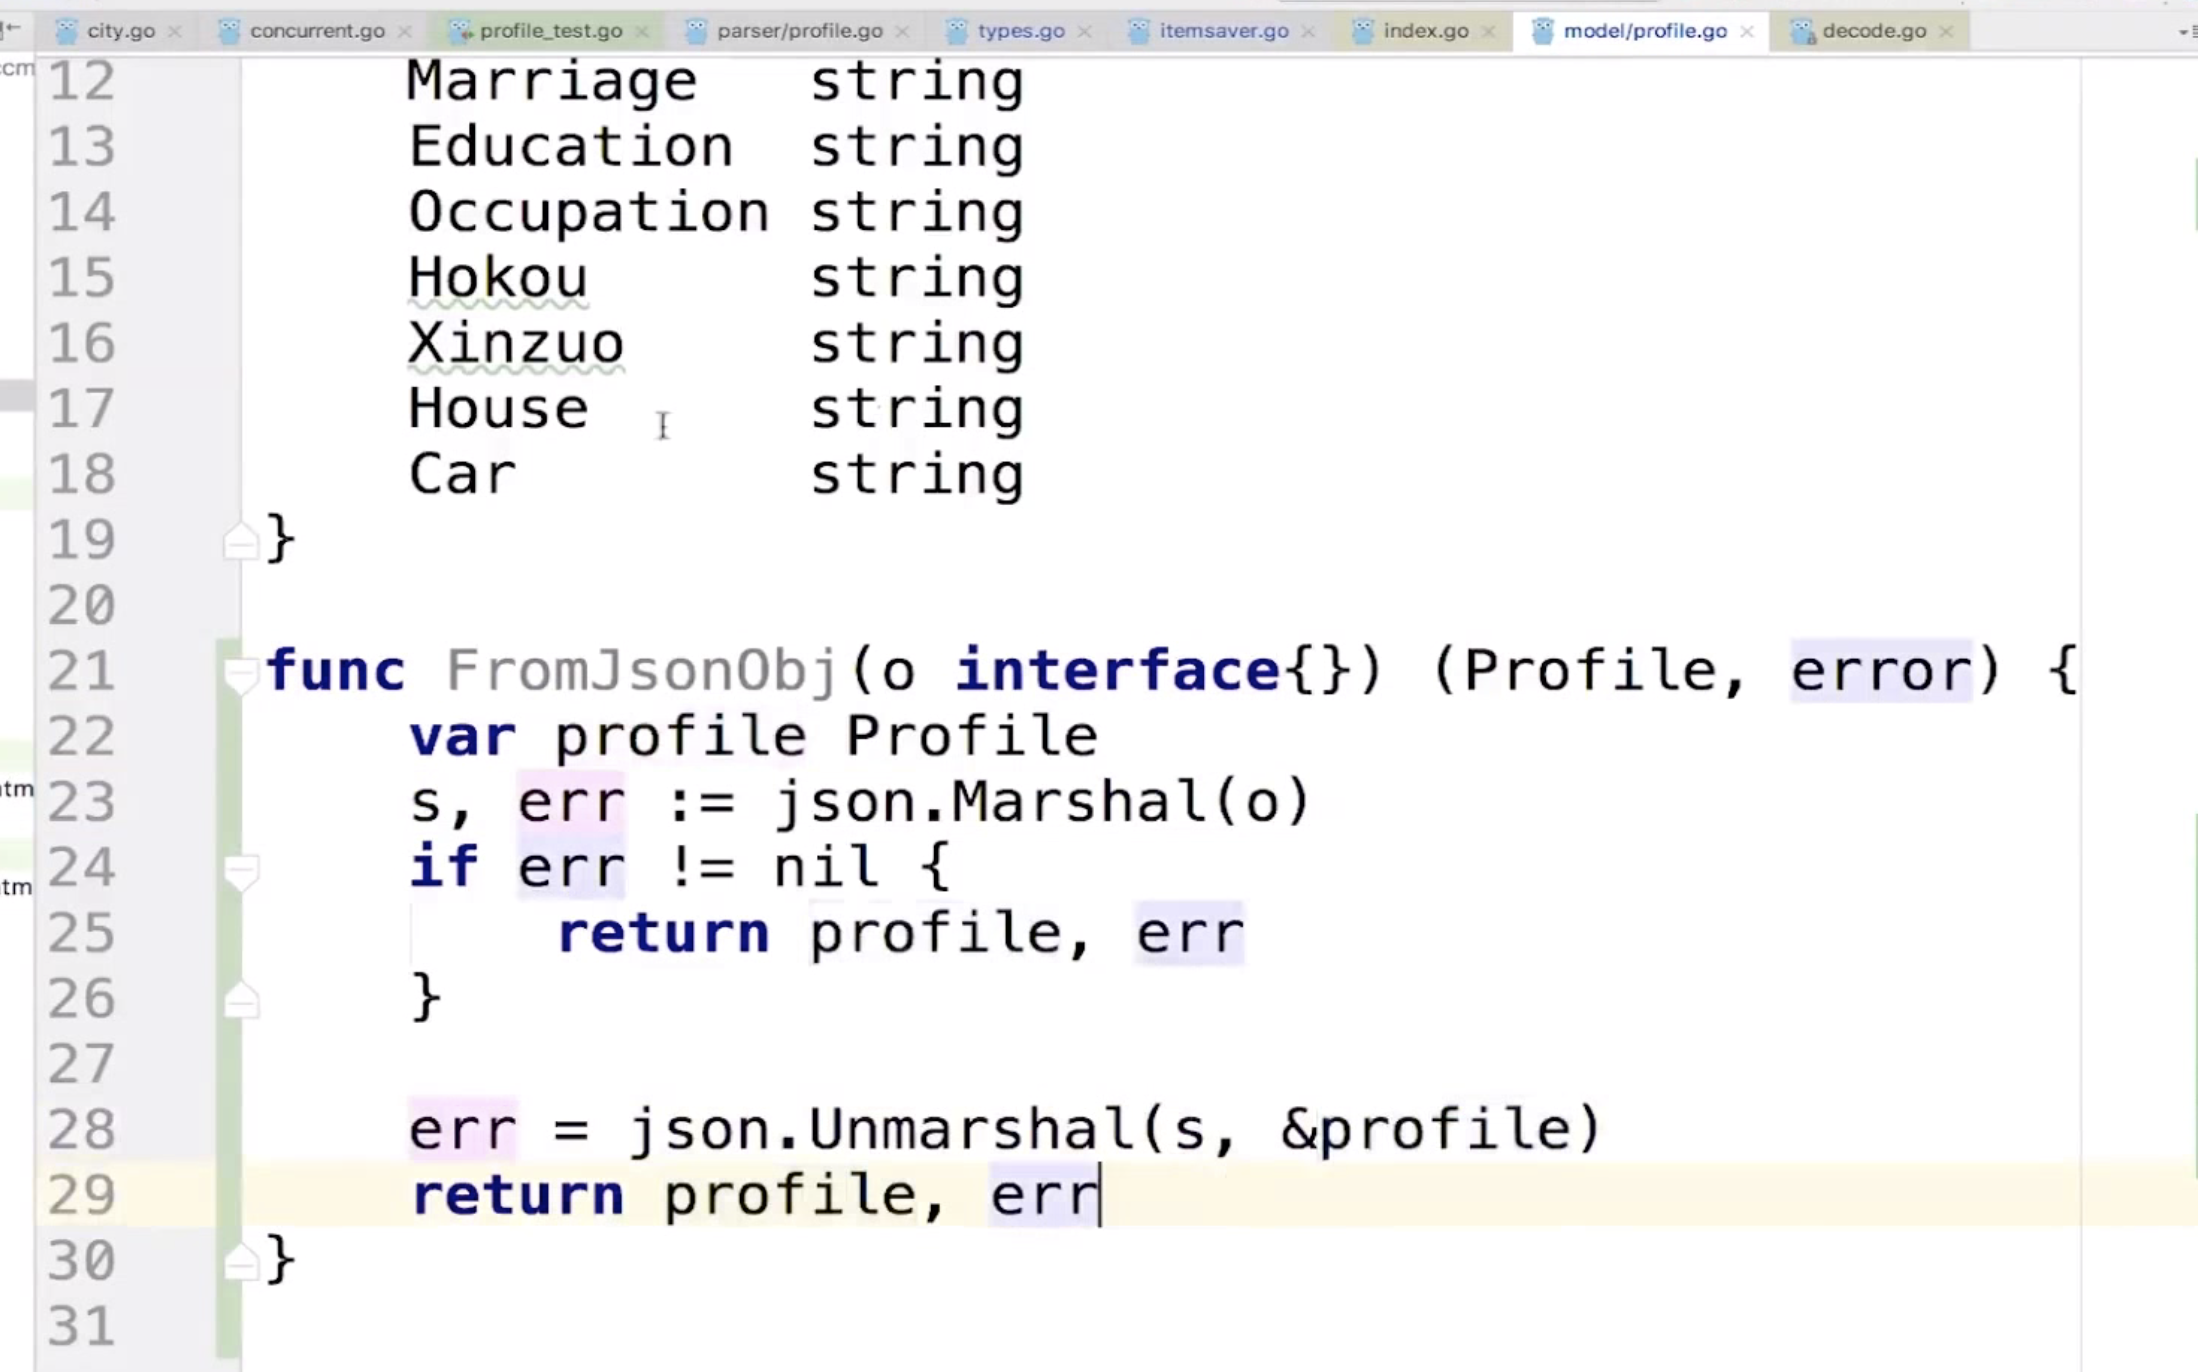 city.go concurrent.go profile_test.go parser/profile.go types.go itemsaver.go index.go model/profile.go decode.go
12 Marriage string
13 Education string
14 Occupation string
15 Hokou string
16 Xinzuo string
17 House string
18 Car string
19 }
20
21 func FromJsonObj(o interface{}) (Profile, error) {
22 var profile Profile
23 s, err := json.Marshal(o)
24 if err != nil {
25 return profile, err
26 }
27
28 err = json.Unmarshal(s, &profile)
29 return profile, err
30 }
31